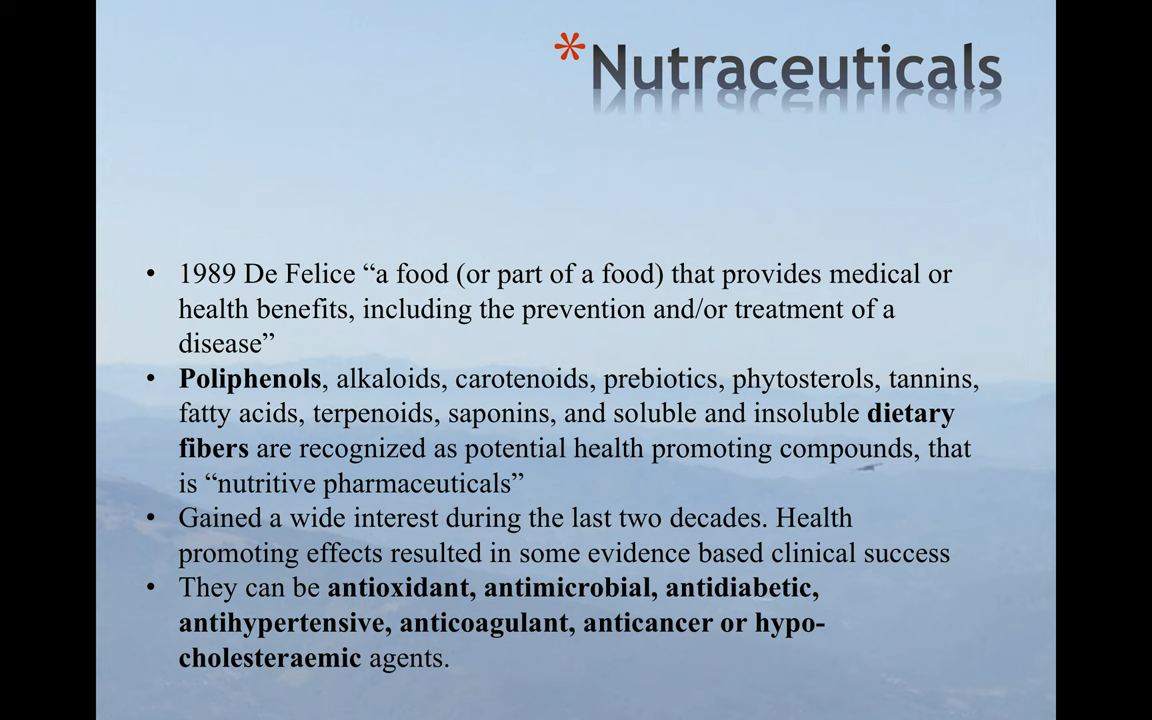 *Nutraceuticals
• 1989 De Felice “a food (or part of a food) that provides medical or
health benefits, including the prevention and/or treatment of a
disease”
• Poliphenols, alkaloids, carotenoids, prebiotics, phytosterols, tannins,
fatty acids, terpenoids, saponins, and soluble and insoluble dietary
fibers are recognized as potential health promoting compounds, that
is “nutritive pharmaceuticals”
• Gained a wide interest during the last two decades. Health
promoting effects resulted in some evidence based clinical success
• They can be antioxidant, antimicrobial, antidiabetic,
antihypertensive, anticoagulant, anticancer or hypo-
cholesteraemic agents.